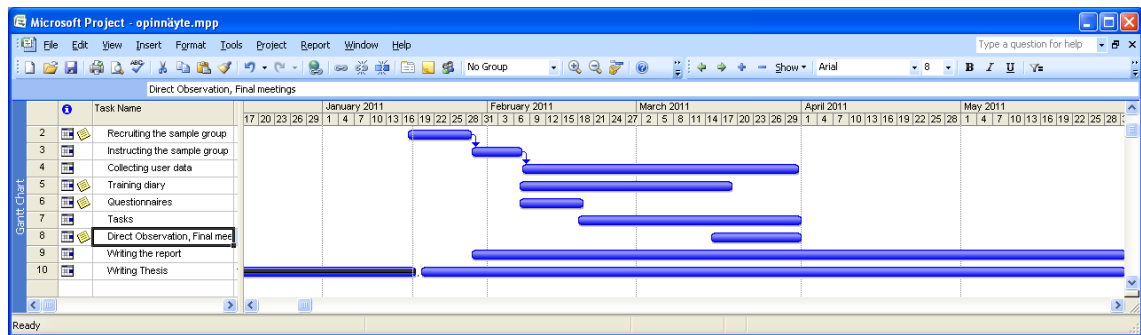 Microsoft Project - opinnäyte.mpp
File Edit View Insert Format Tools Project Report Window Help Type a question for help
No Group Show Arial 8 B I U
Direct Observation, Final meetings
Task Name January 2011 February 2011 March 2011 April 2011 May 2011
17 20 23 26 29 1 4 7 10 13 16 19 22 25 28 31 3 6 9 12 15 18 21 24 27 2 5 8 11 14 17 20 23 26 29 1 4 7 10 13 16 19 22 25 28 1 4 7 10 13 16 19 22 25 28
2 Recruiting the sample group
3 Instructing the sample group
4 Collecting user data
5 Training diary
6 Questionnaires
7 Tasks
8 Direct Observation, Final mee
9 Writing the report
10 Writing Thesis
Gantt Chart
Ready